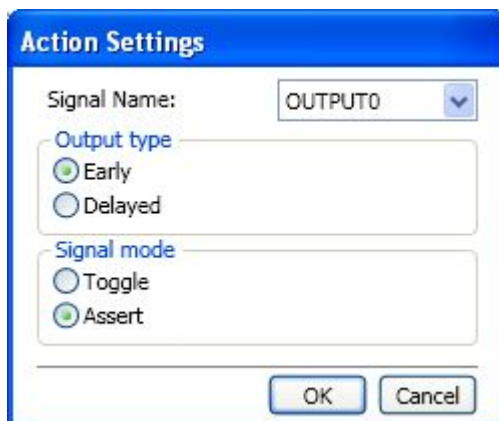 Action Settings
Signal Name: OUTPUT0
Output type
Early
Delayed
Signal mode
Toggle
Assert
OK Cancel